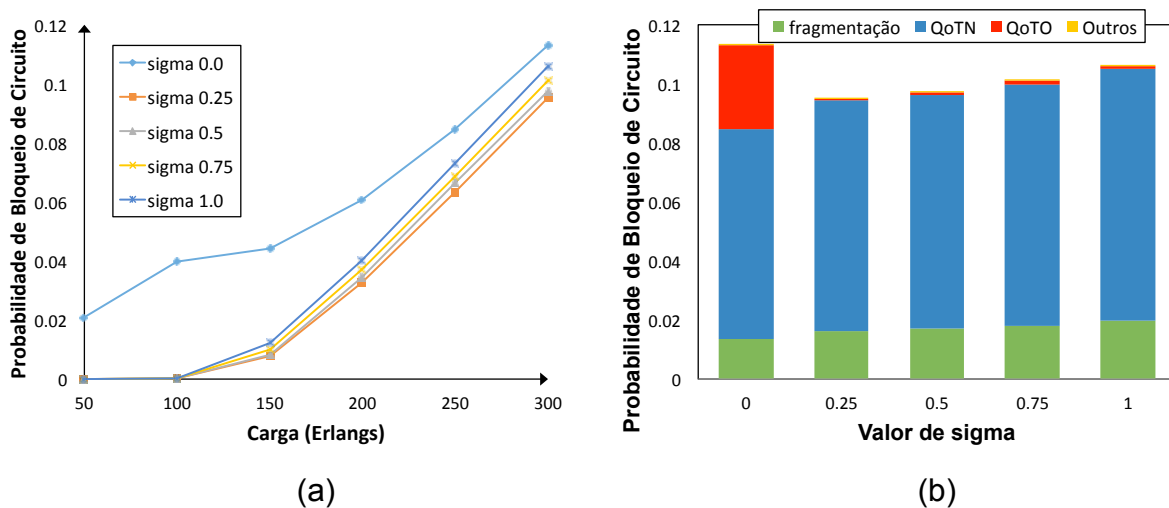 Probabilidade de Bloqueio de Circuito
0.12
0.1
0.08
0.06
0.04
0.02
0
sigma 0.0
sigma 0.25
sigma 0.5
sigma 0.75
sigma 1.0
50 100 150 200 250 300
Carga (Erlangs)
(a)
Probabilidade de Bloqueio de Circuito
0.12
0.1
0.08
0.06
0.04
0.02
0
fragmentação QoTN QoTO Outros
0 0.25 0.5 0.75 1
Valor de sigma
(b)